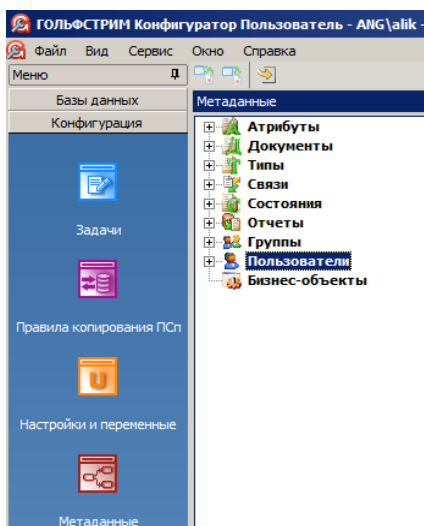 ГОЛЬФСТРИМ Конфигуратор Пользователь - ANG\alik -
Файл Вид Сервис Окно Справка
Меню
Базы данных
Конфигурация
Задачи
Правила копирования ПСп
Настройки и переменные
Метаданные
Метаданные
Атрибуты
Документы
Типы
Связи
Состояния
Отчеты
Группы
Пользователи
Бизнес-объекты